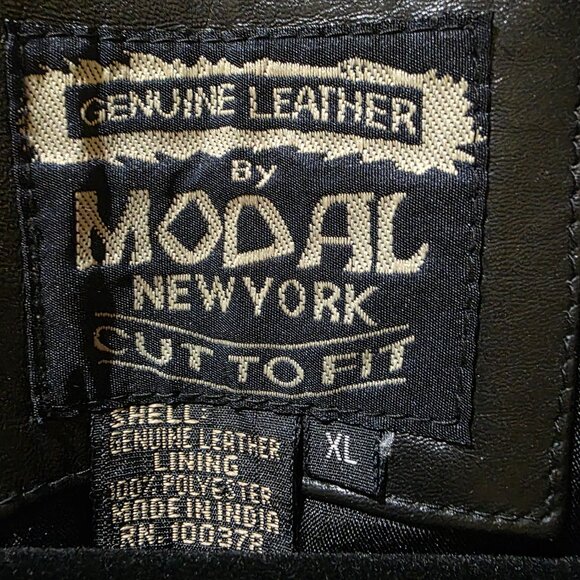 GENUINE LEATHER
By
MODAL
NEW YORK
CUT TO FIT
SHELL:
GENUINE LEATHER
LINING
100% POLYESTER
MADE IN INDIA
XL